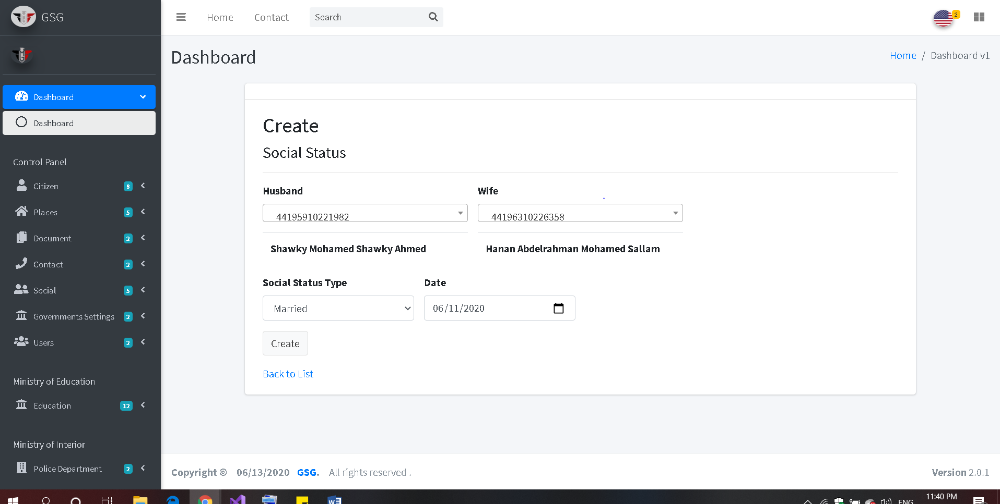 GSG
Home
Contact
Search
2
Dashboard
Home / Dashboard v1
Dashboard
Dashboard
Control Panel
Citizen 8
Places 5
Document 2
Contact 2
Social 5
Governments Settings 2
Users 2
Ministry of Education
Education 12
Ministry of Interior
Police Department 2
Create
Social Status
Husband
Wife
44195910221982
44196310226358
Shawky Mohamed Shawky Ahmed
Hanan Abdelrahman Mohamed Sallam
Social Status Type
Date
Married
06/11/2020
Create
Back to List
Copyright © 06/13/2020 GSG. All rights reserved .
Version 2.0.1
ENG
11:40 PM